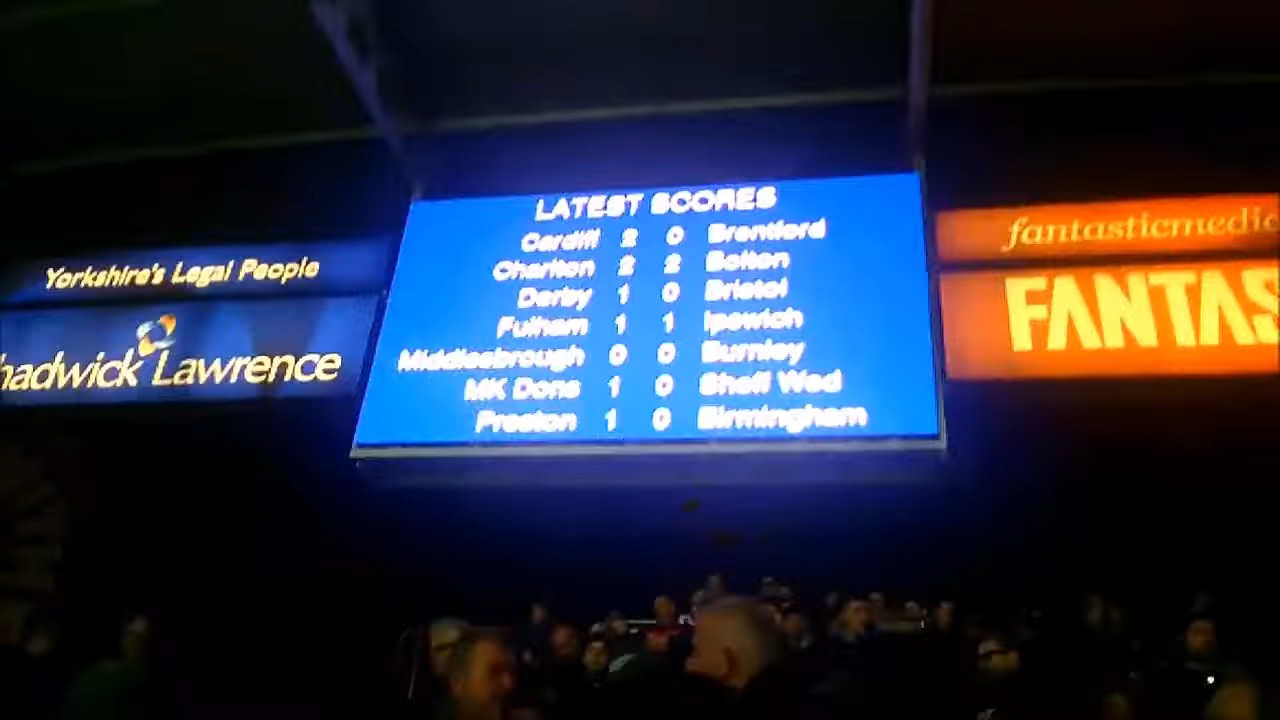 LATEST SCORES
Cardiff 2 0 Brentford
Charlton 2 2 Bolton
Derby 1 0 Bristol
Fulham 1 1 Ipswich
Middlesbrough 0 0 Burnley
MK Dons 1 0 Sheff Wed
Preston 1 0 Birmingham
Yorkshire's Legal People
hadwick Lawrence
fantasticmedia
FANTAS